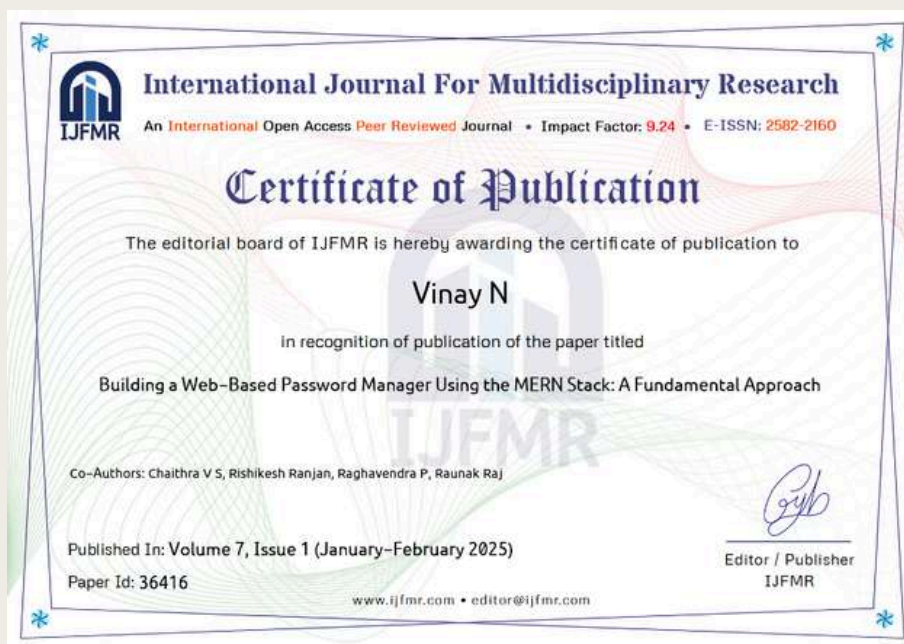 International Journal For Multidisciplinary Research
IJFMR
An International Open Access Peer Reviewed Journal • Impact Factor: 9.24 • E-ISSN: 2582-2160
Certificate of Publication
The editorial board of IJFMR is hereby awarding the certificate of publication to
Vinay N
in recognition of publication of the paper titled
Building a Web-Based Password Manager Using the MERN Stack: A Fundamental Approach
IJFMR
Co-Authors: Chaithra V S, Rishikesh Ranjan, Raghavendra P, Raunak Raj
Published In: Volume 7, Issue 1 (January-February 2025)
Editor / Publisher
IJFMR
Paper Id: 36416
www.ijfmr.com • editor@ijfmr.com